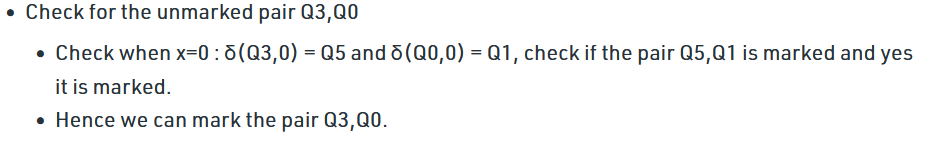 • Check for the unmarked pair Q3,Q0
• Check when x=0 : δ(Q3,0) = Q5 and δ(Q0,0) = Q1, check if the pair Q5,Q1 is marked and yes
it is marked.
• Hence we can mark the pair Q3,Q0.